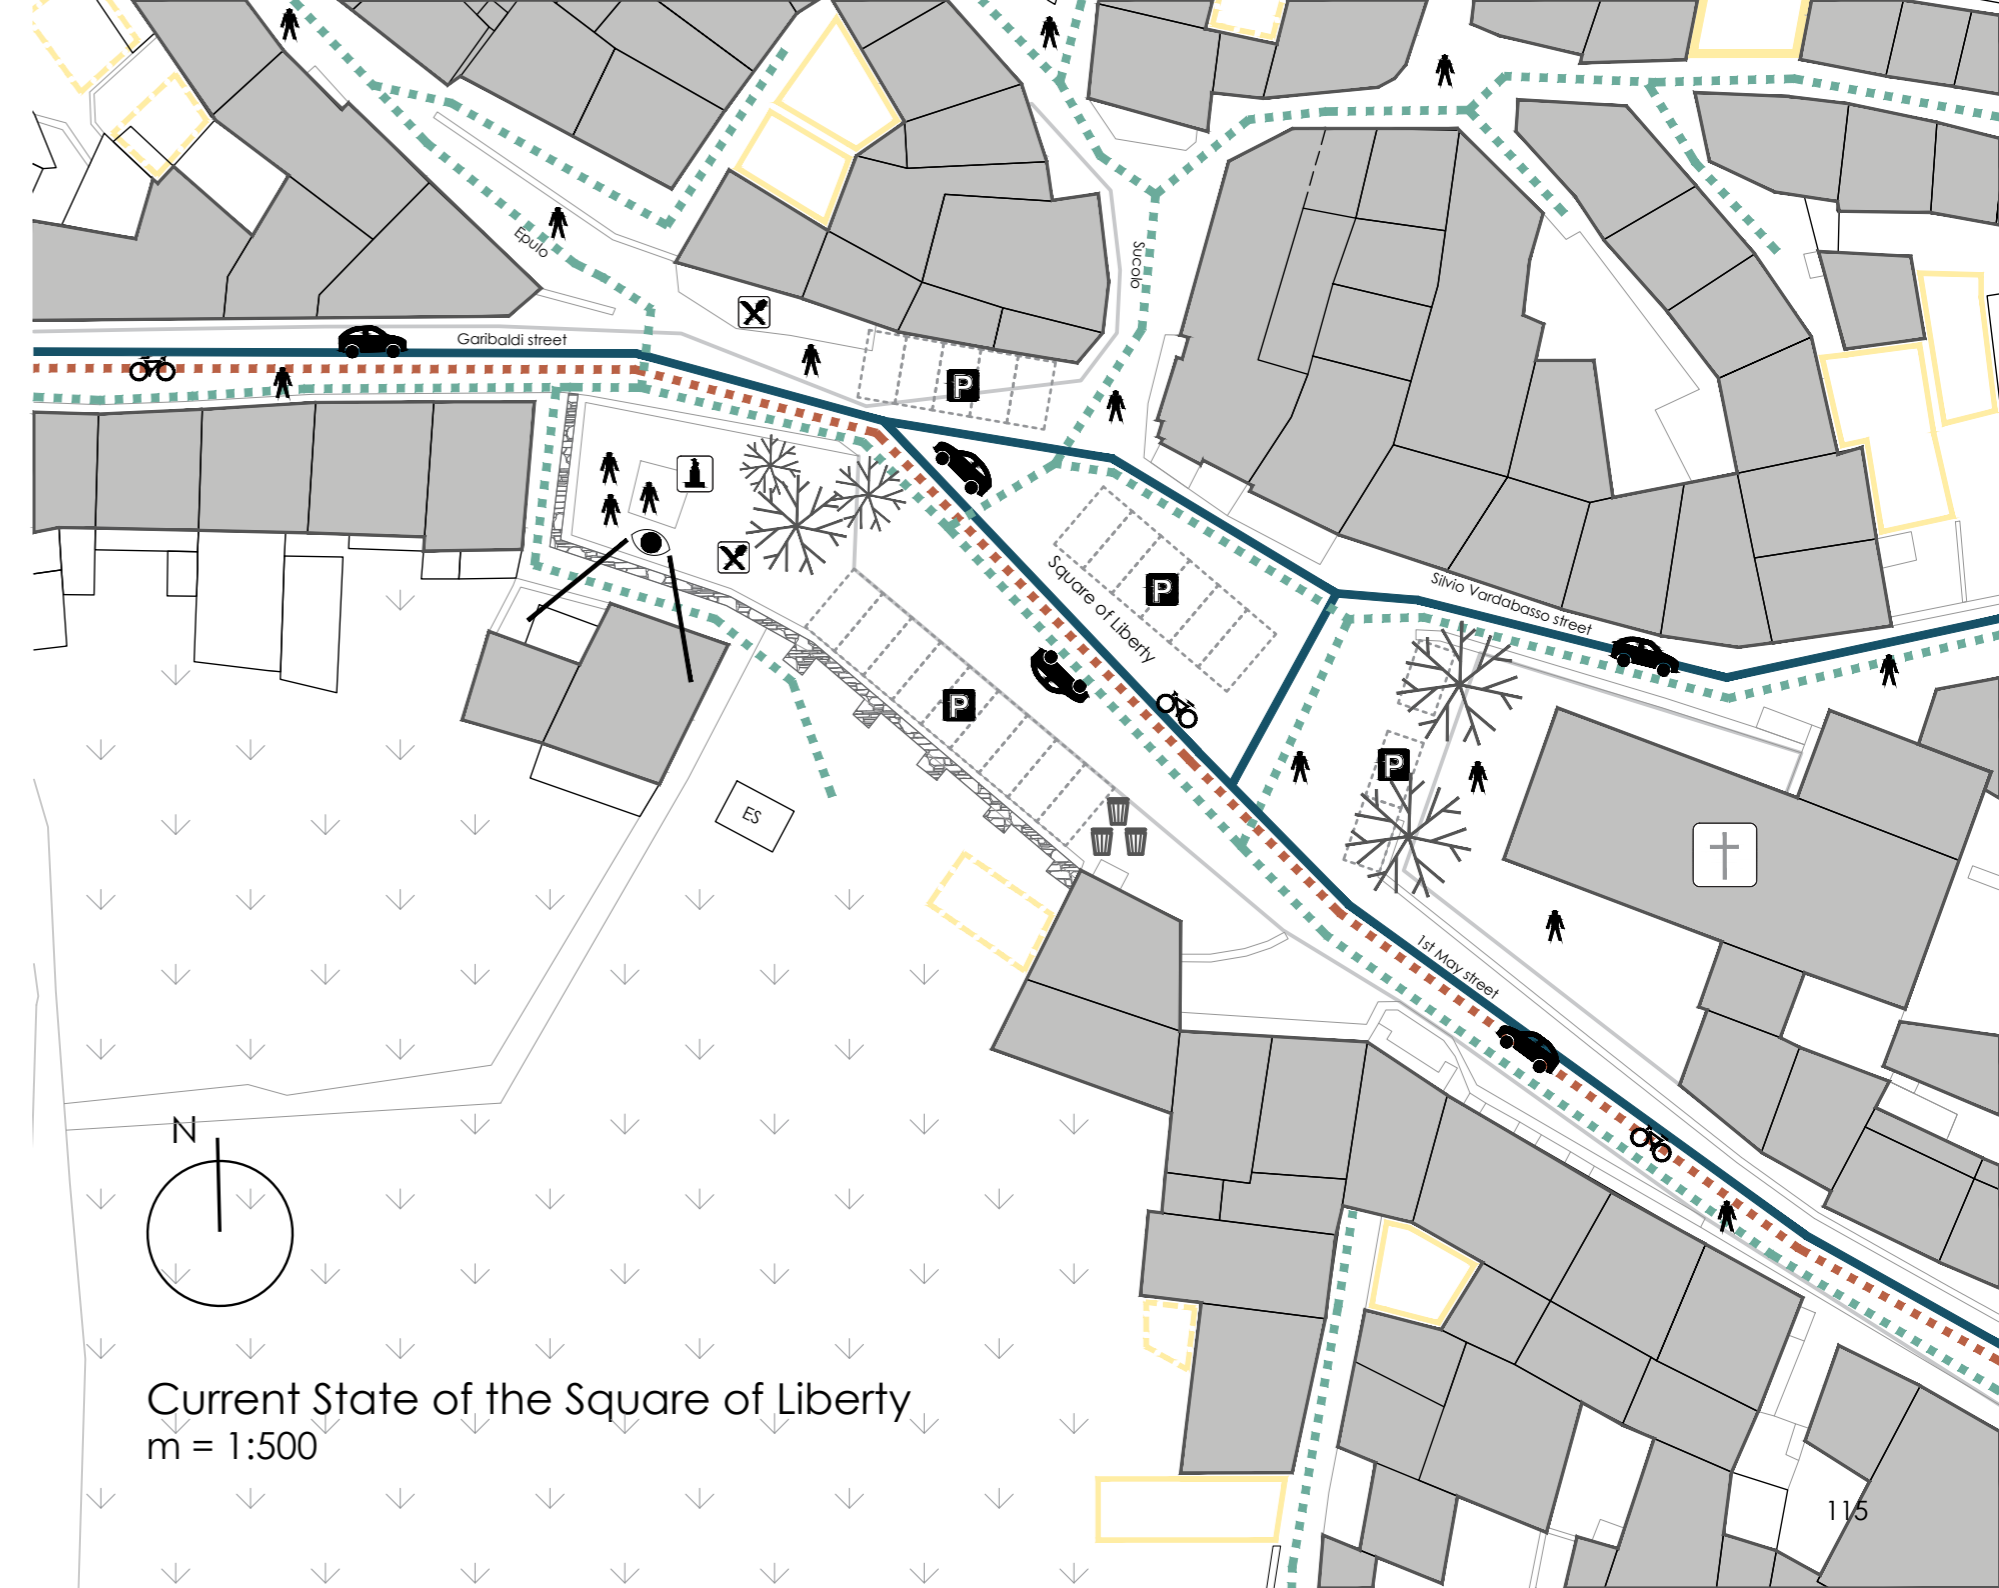 Epulo
Sucolo
Garibaldi street
P
Square of Liberty
P
Silvio Vardabasso street
P
P
ES
1st May street
N
Current State of the Square of Liberty
m = 1:500
115